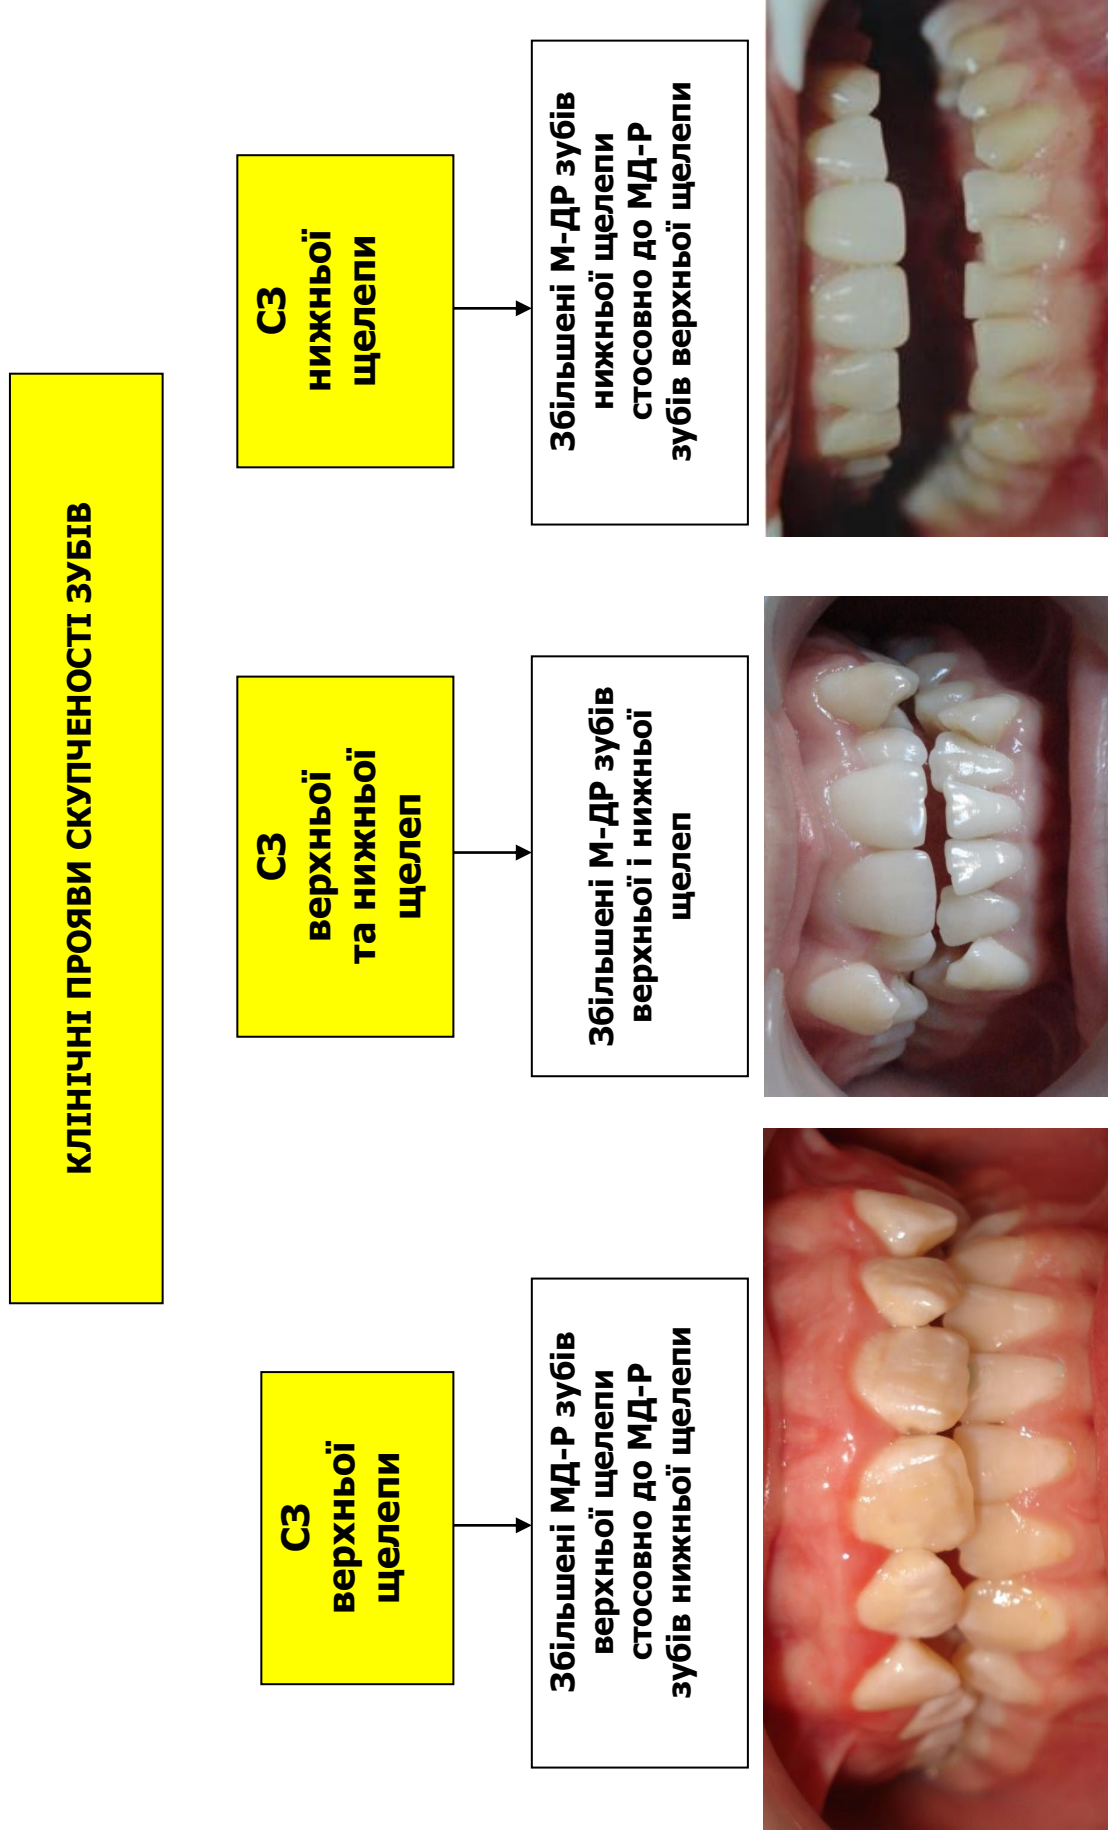 КЛІНІЧНІ ПРОЯВИ СКУПЧЕНОСТІ ЗУБІВ
СЗ
верхньої
щелепи
Збільшені МД-Р зубів
верхньої щелепи
стосовно до МД-Р
зубів нижньої щелепи
СЗ
верхньої
та нижньої
щелеп
Збільшені М-ДР зубів
верхньої і нижньої
щелеп
СЗ
нижньої
щелепи
Збільшені М-ДР зубів
нижньої щелепи
стосовно до МД-Р
зубів верхньої щелепи